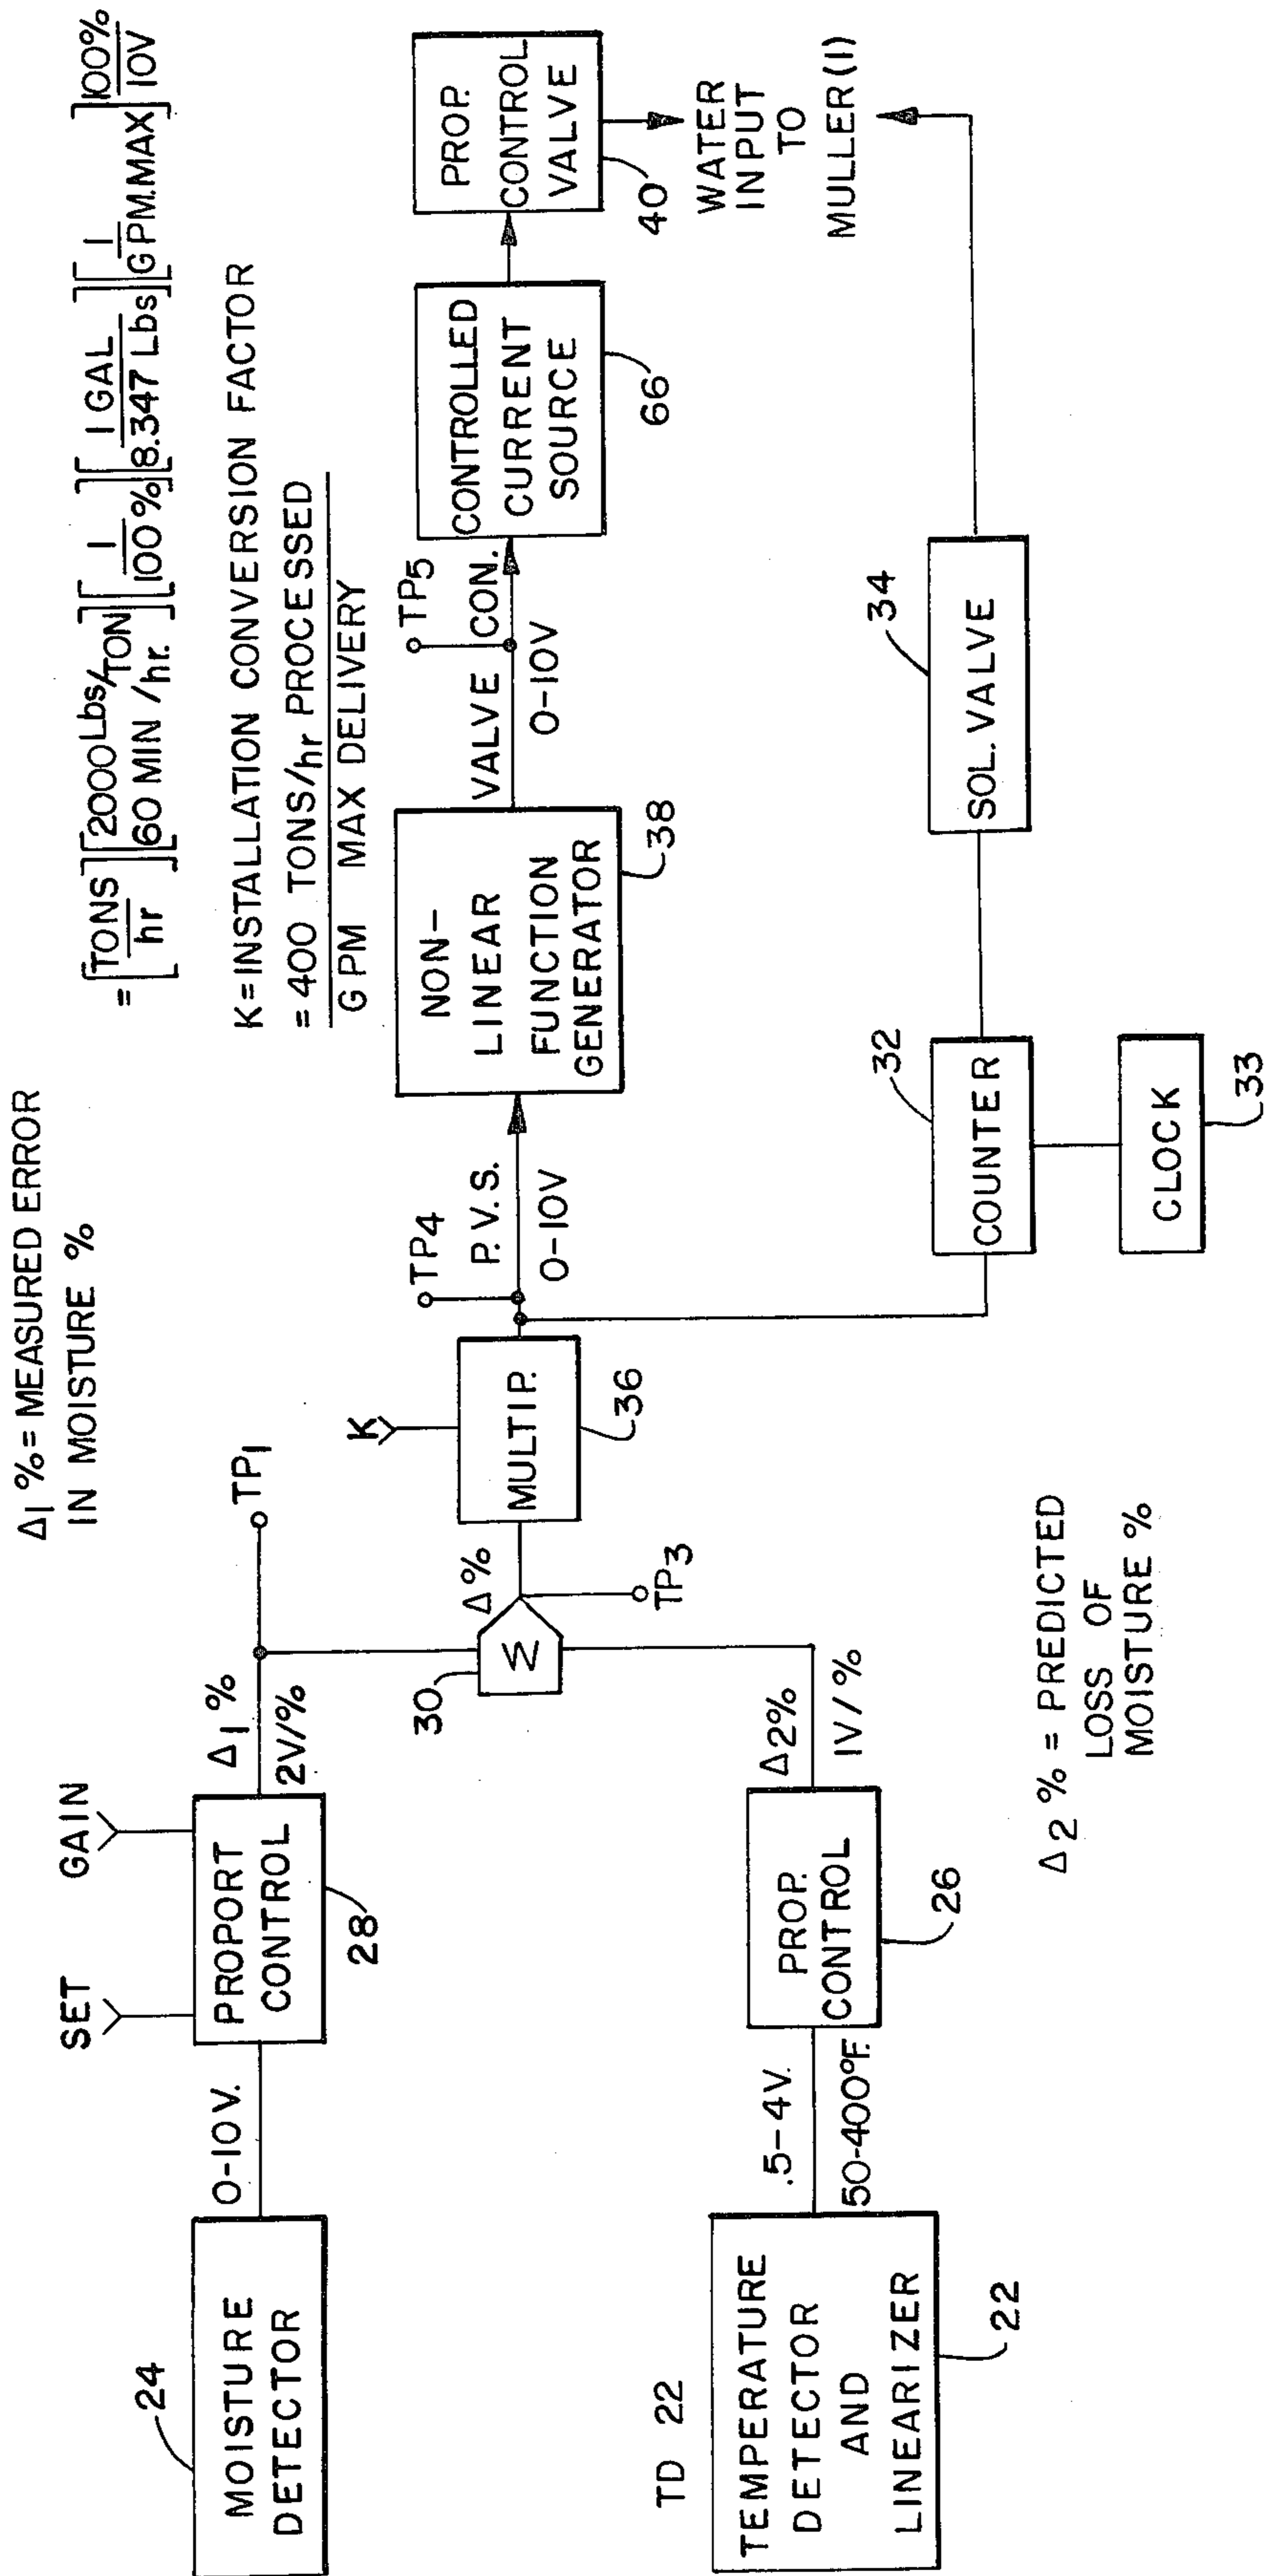 Δ1 % = MEASURED ERROR
IN MOISTURE %
= [TONS/hr] [2000 Lbs/TON / 60 MIN /hr.] [1/100%] [1 GAL/8.347 Lbs] [1/GPM.MAX] 100%/10V
K = INSTALLATION CONVERSION FACTOR
= 400 TONS/hr PROCESSED
GPM MAX DELIVERY
24
MOISTURE
DETECTOR
0-10V.
SET
GAIN
PROPORT
CONTROL
28
Δ1 %
2V/%
TP1
TD 22
TEMPERATURE
DETECTOR
AND
LINEARIZER
22
.5-4V.
50-400°F.
PROP.
CONTROL
26
Δ2%
1V/%
30
Σ
Δ%
TP3
K
MULTIP.
36
TP4
P.V.S.
0-10V
NON-
LINEAR
FUNCTION
GENERATOR
38
TP5
VALVE CON.
0-10V
CONTROLLED
CURRENT
SOURCE
66
PROP.
CONTROL
VALVE
40
WATER
INPUT
TO
MULLER(1)
32
COUNTER
CLOCK
33
34
SOL. VALVE
Δ2 % = PREDICTED
LOSS OF
MOISTURE %